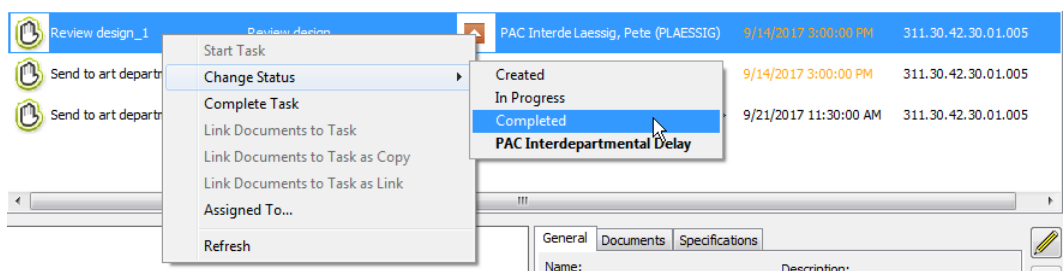 Review design_1 Review design PAC Interde Laessig, Pete (PLAESSIG) 9/14/2017 3:00:00 PM 311.30.42.30.01.005
Start Task
Send to art departr Change Status Created 9/14/2017 3:00:00 PM 311.30.42.30.01.005
In Progress
Complete Task
Send to art departr Link Documents to Task Completed 9/21/2017 11:30:00 AM 311.30.42.30.01.005
PAC Interdepartmental Delay
Link Documents to Task as Copy
Link Documents to Task as Link
Assigned To...
Refresh General Documents Specifications
Name: Description: